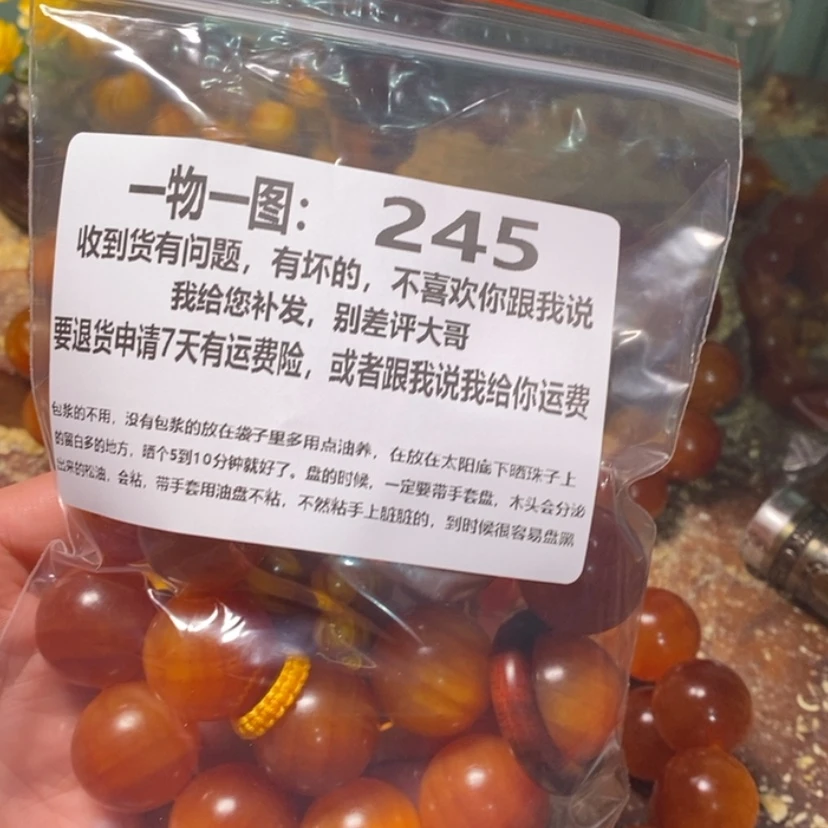 一物一图： 245
收到货有问题，有坏的，不喜欢你跟我说
我给您补发，别差评大哥
要退货申请7天有运费险，或者跟我说我给你运费
包浆的不用，没有包浆的放在袋子里多用点油养，在放在太阳底下晒珠子上
的留白多的地方，晒个5到10分钟就好了。盘的时候，一定要带手套盘，木头会分泌
出来的松油，会粘，带手套用油盘不粘，不然粘手上脏脏的，到时候很容易盘黑